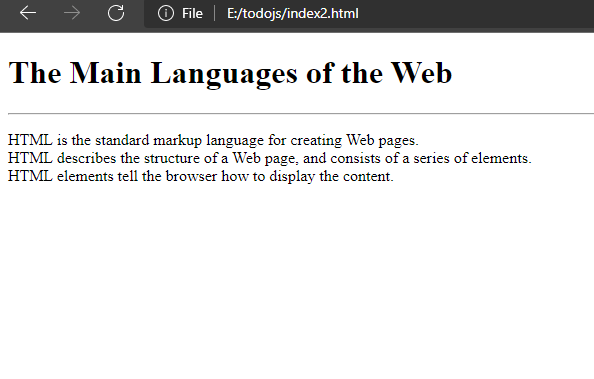 File E:/todojs/index2.html
The Main Languages of the Web
HTML is the standard markup language for creating Web pages.
HTML describes the structure of a Web page, and consists of a series of elements.
HTML elements tell the browser how to display the content.